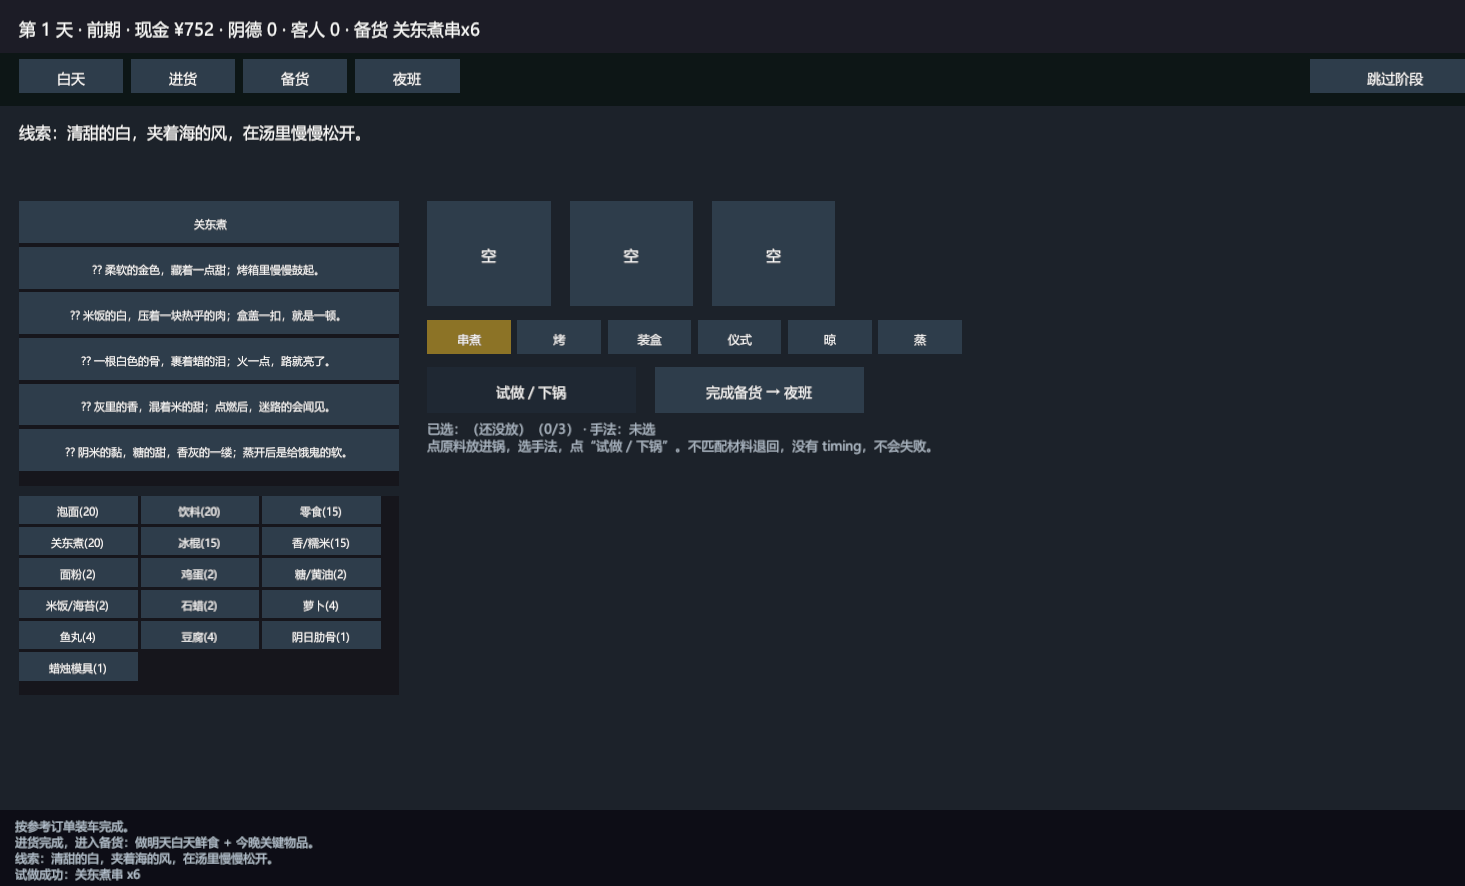 第 1 天 · 前期 · 现金 ¥752 · 阴德 0 · 客人 0 · 备货 关东煮串x6
白天 进货 备货 夜班 跳过阶段
线索：清甜的白，夹着海的风，在汤里慢慢松开。
关东煮
?? 柔软的金色，藏着一点甜；烤箱里慢慢鼓起。
?? 米饭的白，压着一块热乎的肉；盒盖一扣，就是一顿。
?? 一根白色的骨，裹着蜡的泪；火一点，路就亮了。
?? 灰里的香，混着米的甜；点燃后，迷路的会闻见。
?? 阴米的黏，糖的甜，香灰的一缕；蒸开后是给饿鬼的软。
空 空 空
串煮 烤 装盒 仪式 晾 蒸
试做 / 下锅 完成备货 → 夜班
已选：（还没放）（0/3） · 手法：未选
点原料放进锅，选手法，点“试做 / 下锅”。不匹配材料退回，没有 timing，不会失败。
泡面(20) 饮料(20) 零食(15)
关东煮(20) 冰棍(15) 香/糯米(15)
面粉(2) 鸡蛋(2) 糖/黄油(2)
米饭/海苔(2) 石蜡(2) 萝卜(4)
鱼丸(4) 豆腐(4) 阴日肋骨(1)
蜡烛模具(1)
按参考订单装车完成。
进货完成，进入备货：做明天白天鲜食 + 今晚关键物品。
线索：清甜的白，夹着海的风，在汤里慢慢松开。
试做成功：关东煮串 x6